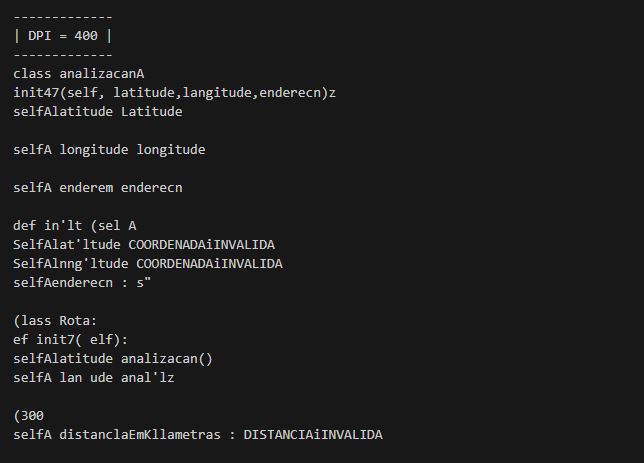 -------------
| DPI = 400 |
-------------
class analizacanA
init47(self, latitude,langitude,enderecn)z
selfAlatitude Latitude
selfA longitude longitude
selfA enderem enderecn
def in'lt (sel A
SelfAlat'ltude COORDENADAiINVALIDA
SelfAlnng'ltude COORDENADAiINVALIDA
selfAenderecn : s"
(lass Rota:
ef init7( elf):
selfAlatitude analizacan()
selfA lan ude anal'lz
(300
selfA distanclaEmKllametras : DISTANCIAiINVALIDA